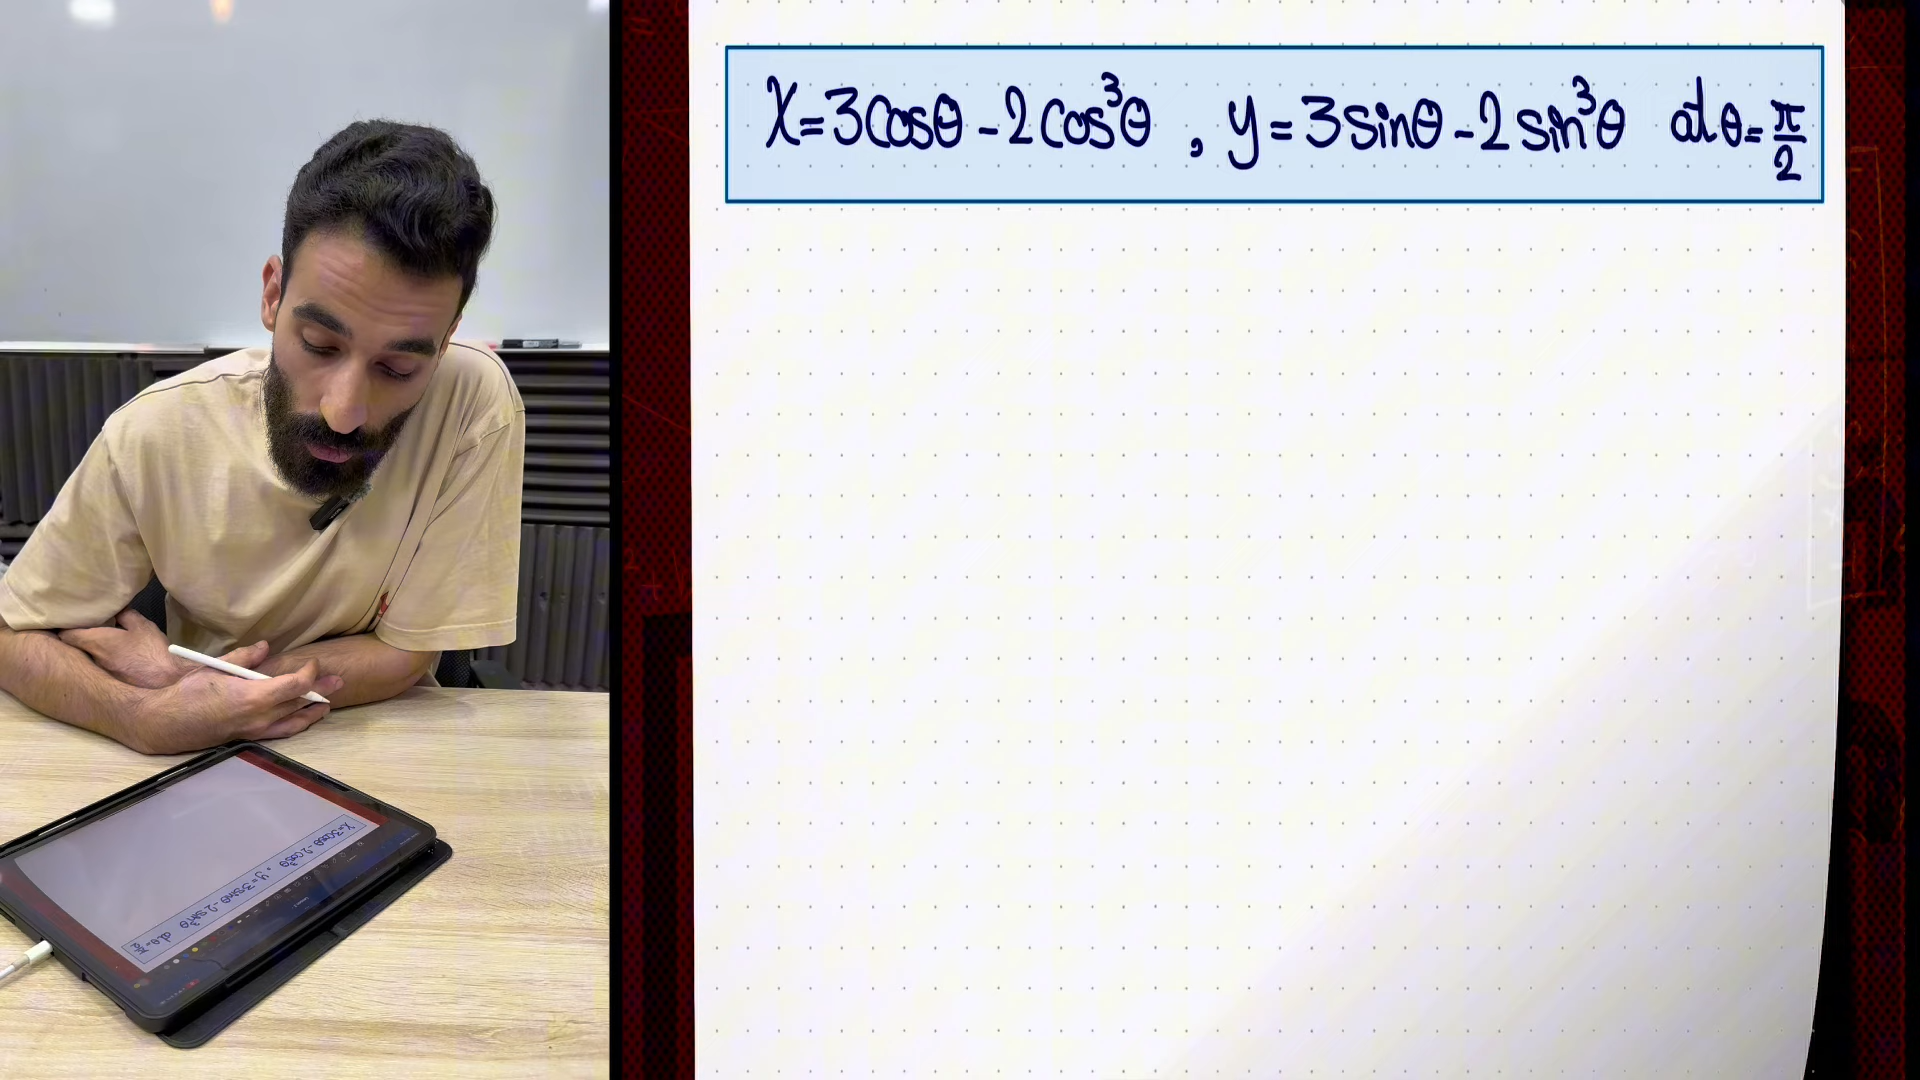 x=3cosθ -2cos³θ , y=3sinθ -2sin³θ at θ=π/2